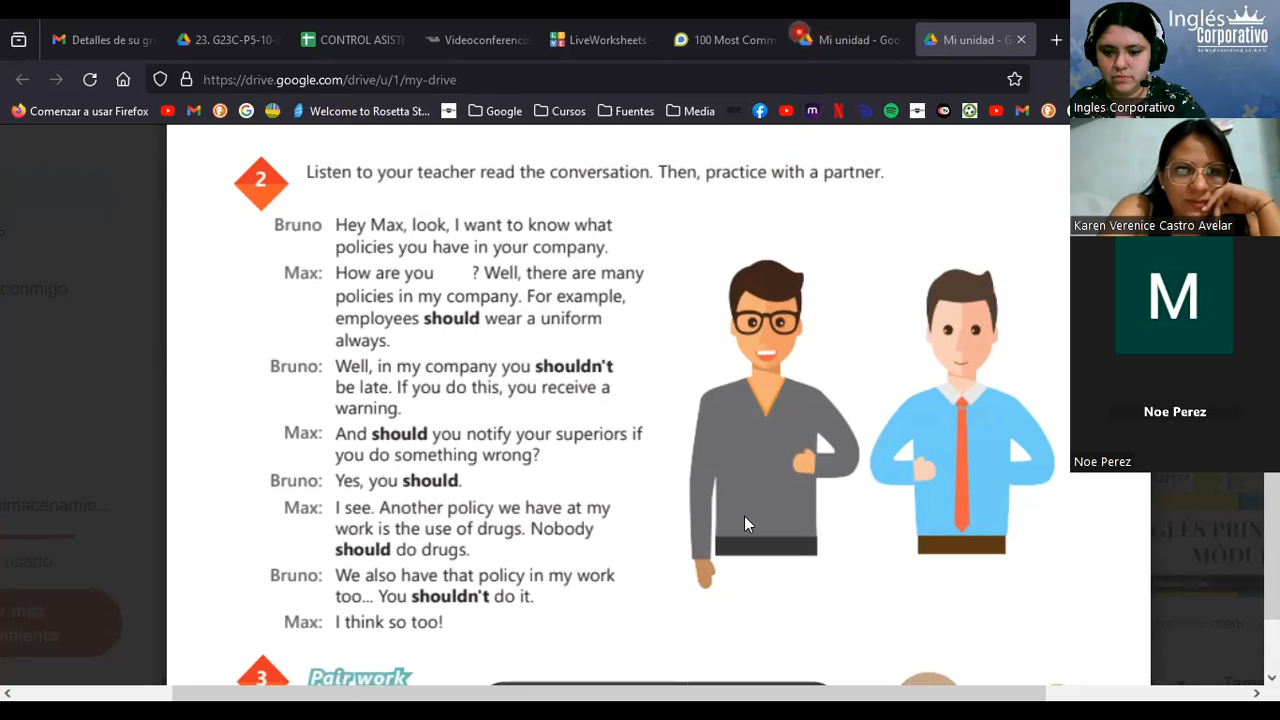 Detalles de su gr
23. G23C-P5-10-
CONTROL ASIST
Videoconf
LiveWorksheets
100 Most Comm
Mi unidad - Goo
Mi unidad - G
https://drive.google.com/drive/u/1/my-drive
Comenzar a usar Firefox
Welcome to Rosetta St...
Google
Cursos
Fuentes
Media
Inglés
Corporativo
Ingles Corporativo
Karen Verenice Castro Avelar
M
Noe Perez
Noe Perez
conmigo
almacenamie...
sado
2
Listen to your teacher read the conversation. Then, practice with a partner.
Bruno Hey Max, look, I want to know what
policies you have in your company.
Max: How are you ? Well, there are many
policies in my company. For example,
employees should wear a uniform
always.
Bruno: Well, in my company you shouldn't
be late. If you do this, you receive a
warning.
Max: And should you notify your superiors if
you do something wrong?
Bruno: Yes, you should.
Max: I see. Another policy we have at my
work is the use of drugs. Nobody
should do drugs.
Bruno: We also have that policy in my work
too... You shouldn't do it.
Max: I think so too!
3
Pair work